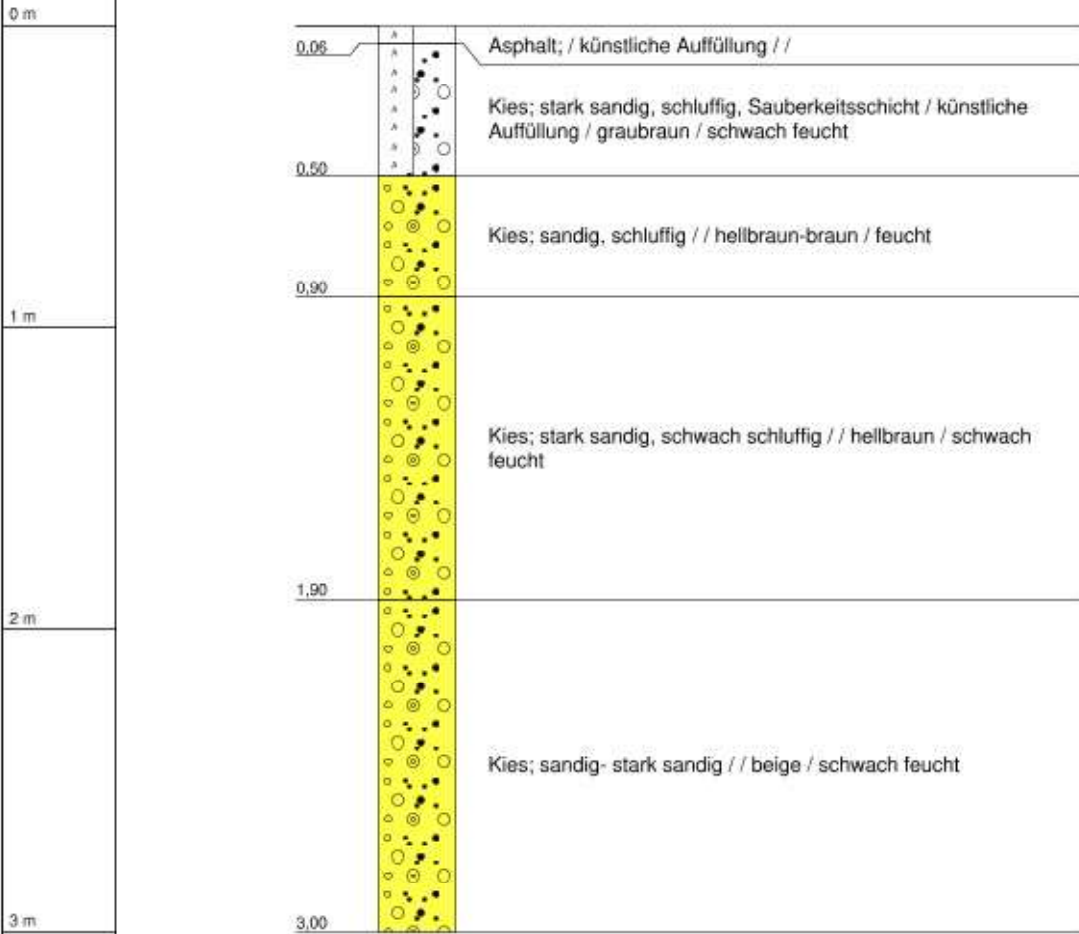 0 m
0,06
Asphalt; / künstliche Auffüllung / /
Kies; stark sandig, schluffig, Sauberkeitsschicht / künstliche
Auffüllung / graubraun / schwach feucht
0,50
Kies; sandig, schluffig / / hellbraun-braun / feucht
0,90
1 m
Kies; stark sandig, schwach schluffig / / hellbraun / schwach
feucht
1,90
2 m
Kies; sandig- stark sandig / / beige / schwach feucht
3 m
3,00